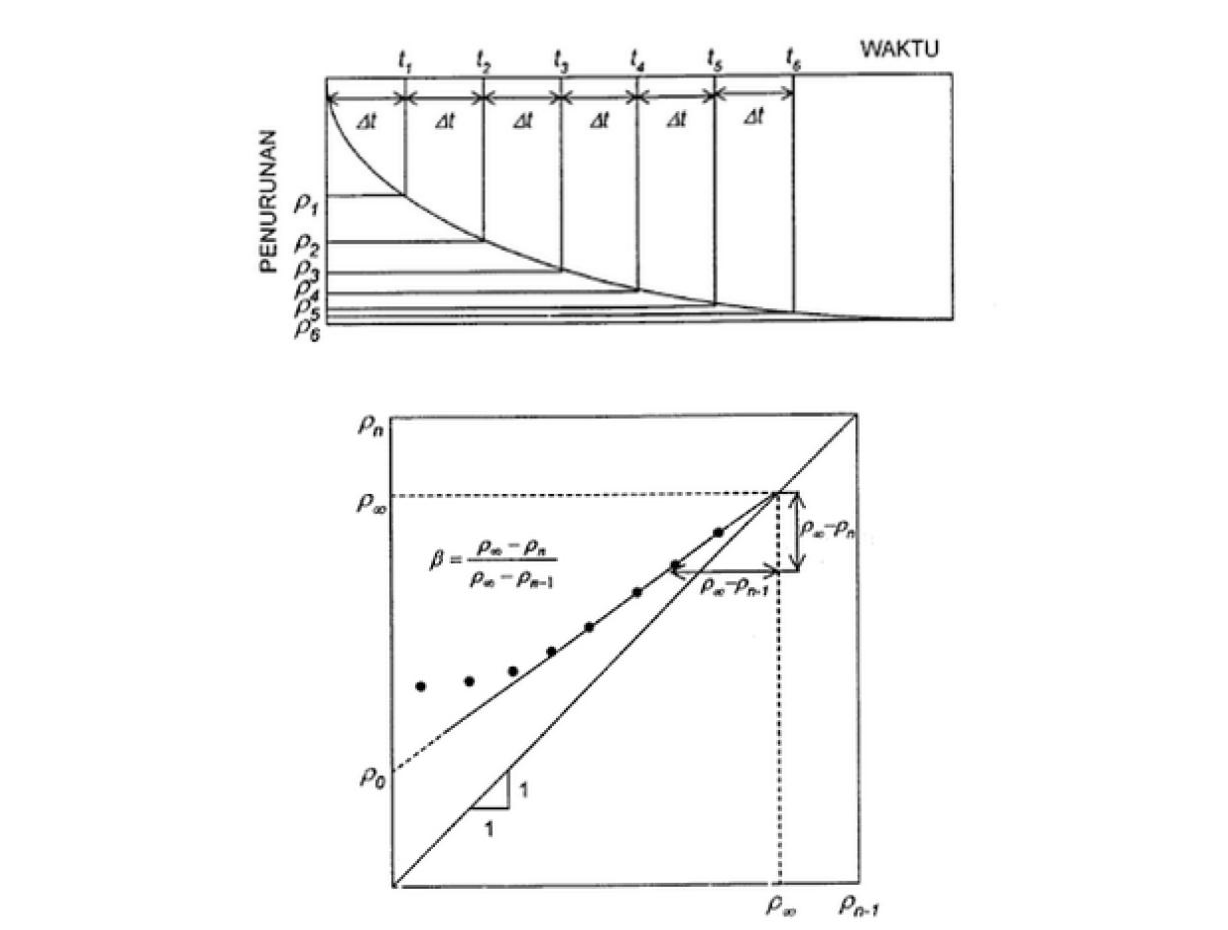 WAKTU
t₁ t₂ t₃ t₄ t₅ t₆
Δt Δt Δt Δt Δt Δt
PENURUNAN
ρ₁
ρ₂
ρ₃
ρ₄
ρ₅
ρ₆
ρₙ
ρ∞
β = (ρ∞ − ρₙ) / (ρ∞ − ρₙ₋₁)
ρ∞−ρₙ
ρ∞−ρₙ₋₁
ρ₀
1
1
ρ∞ ρₙ₋₁